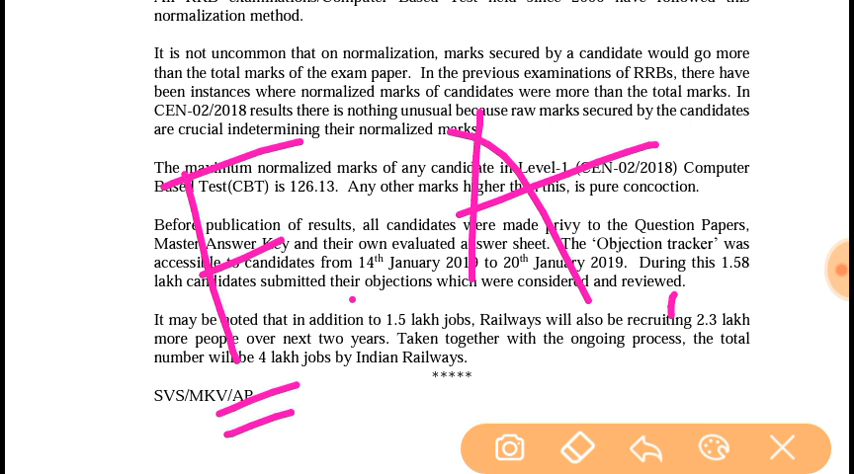 normalization method.
It is not uncommon that on normalization, marks secured by a candidate would go more
than the total marks of the exam paper. In the previous examinations of RRBs, there have
been instances where normalized marks of candidates were more than the total marks. In
CEN-02/2018 results there is nothing unusual because raw marks secured by the candidates
are crucial indetermining their normalized marks
The maximum normalized marks of any candidate in Level-1 (CEN-02/2018) Computer
Based Test(CBT) is 126.13. Any other marks higher than this, is pure concoction.
Before publication of results, all candidates were made privy to the Question Papers,
Master Answer Key and their own evaluated answer sheet. The ‘Objection tracker’ was
accessible to candidates from 14th January 2019 to 20th January 2019. During this 1.58
lakh candidates submitted their objections which were considered and reviewed.
It may be noted that in addition to 1.5 lakh jobs, Railways will also be recruiting 2.3 lakh
more people over next two years. Taken together with the ongoing process, the total
number will be 4 lakh jobs by Indian Railways.
*****
SVS/MKV/AP